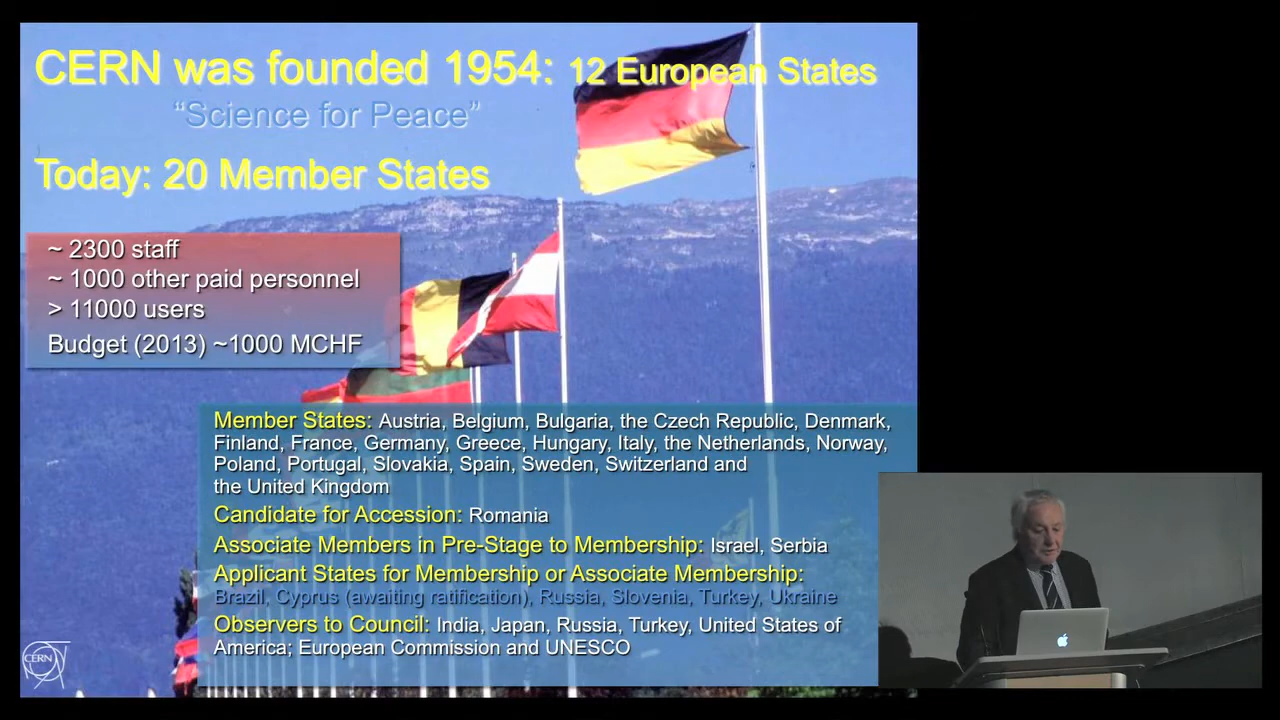 CERN was founded 1954: 12 European States
“Science for Peace”
Today: 20 Member States
~ 2300 staff
~ 1000 other paid personnel
> 11000 users
Budget (2013) ~1000 MCHF
Member States: Austria, Belgium, Bulgaria, the Czech Republic, Denmark,
Finland, France, Germany, Greece, Hungary, Italy, the Netherlands, Norway,
Poland, Portugal, Slovakia, Spain, Sweden, Switzerland and
the United Kingdom
Candidate for Accession: Romania
Associate Members in Pre-Stage to Membership: Israel, Serbia
Applicant States for Membership or Associate Membership:
Brazil, Cyprus (awaiting ratification), Russia, Slovenia, Turkey, Ukraine
Observers to Council: India, Japan, Russia, Turkey, United States of
America; European Commission and UNESCO
CERN